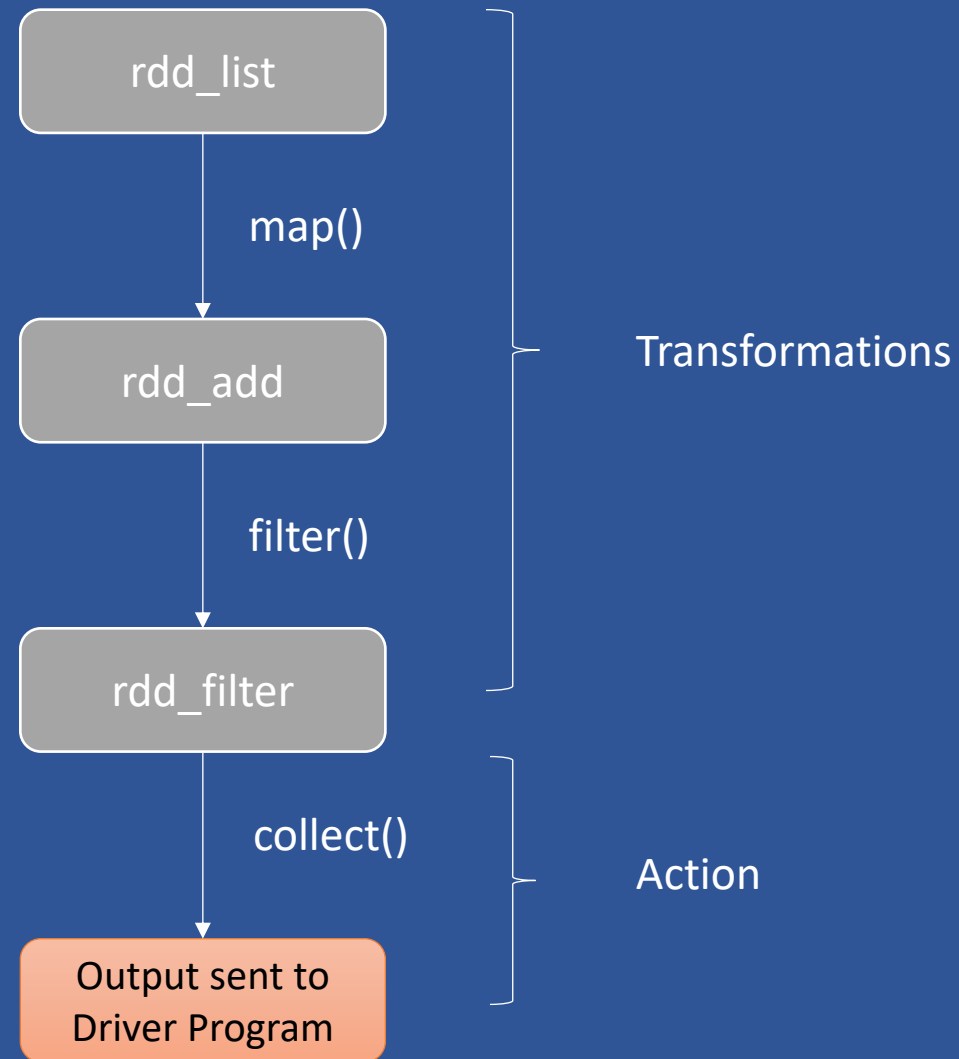 rdd_list
map()
Transformations
rdd_add
filter()
rdd_filter
collect()
Action
Output sent to
Driver Program